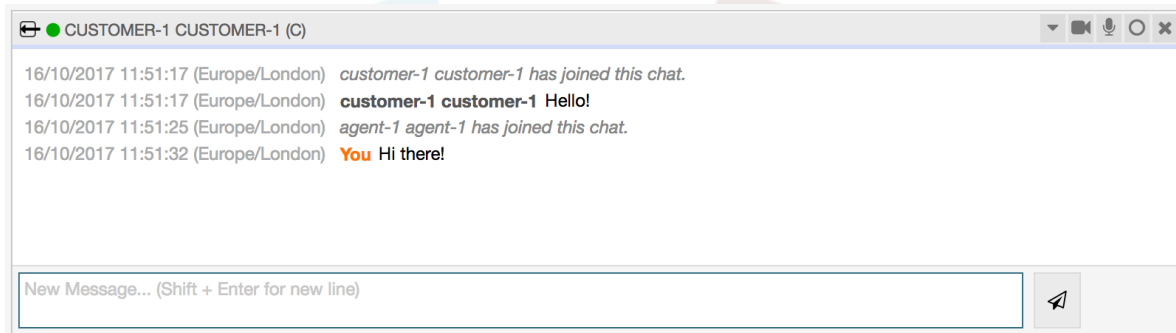 CUSTOMER-1 CUSTOMER-1 (C)
16/10/2017 11:51:17 (Europe/London) customer-1 customer-1 has joined this chat.
16/10/2017 11:51:17 (Europe/London) customer-1 customer-1 Hello!
16/10/2017 11:51:25 (Europe/London) agent-1 agent-1 has joined this chat.
16/10/2017 11:51:32 (Europe/London) You Hi there!
New Message... (Shift + Enter for new line)